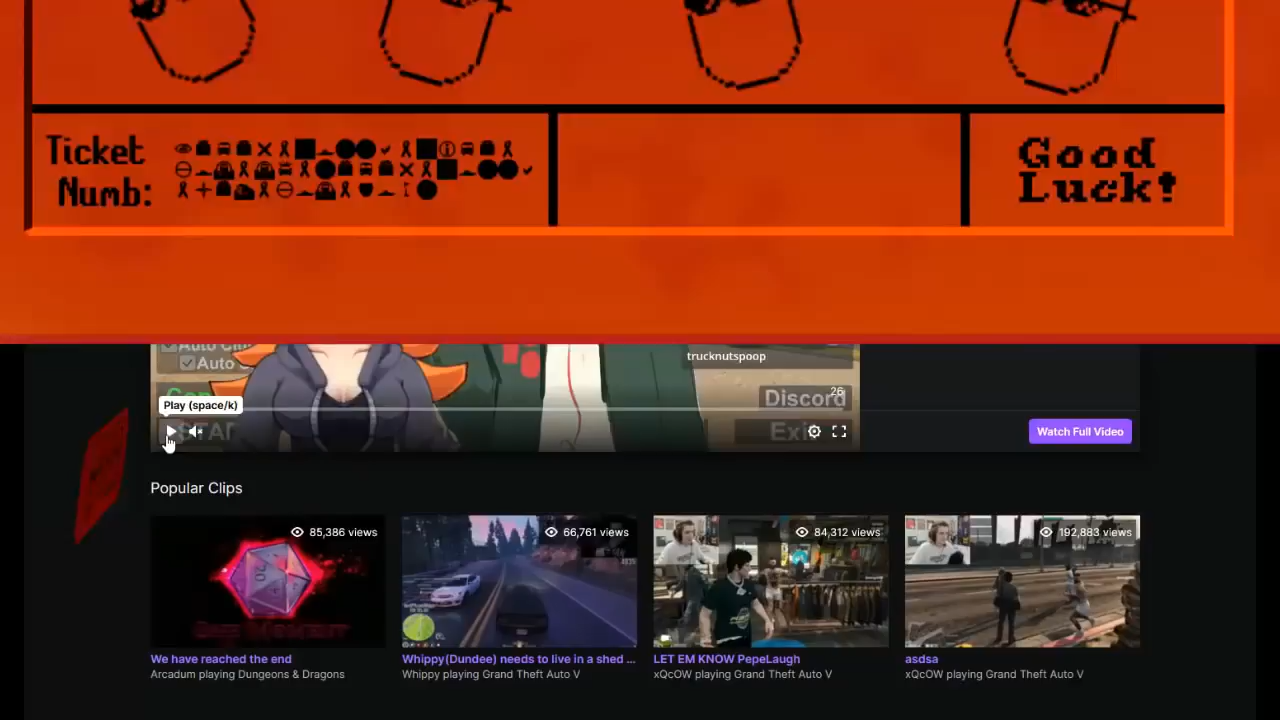 Ticket
Numb:
Good
Luck!
Auto
trucknutspoop
26
Discord
Play (space/k)
Watch Full Video
Popular Clips
85,386 views
66,761 views
84,312 views
192,883 views
We have reached the end
Whippy(Dundee) needs to live in a shed ...
LET EM KNOW PepeLaugh
asdsa
Arcadum playing Dungeons & Dragons
Whippy playing Grand Theft Auto V
xQcOW playing Grand Theft Auto V
xQcOW playing Grand Theft Auto V